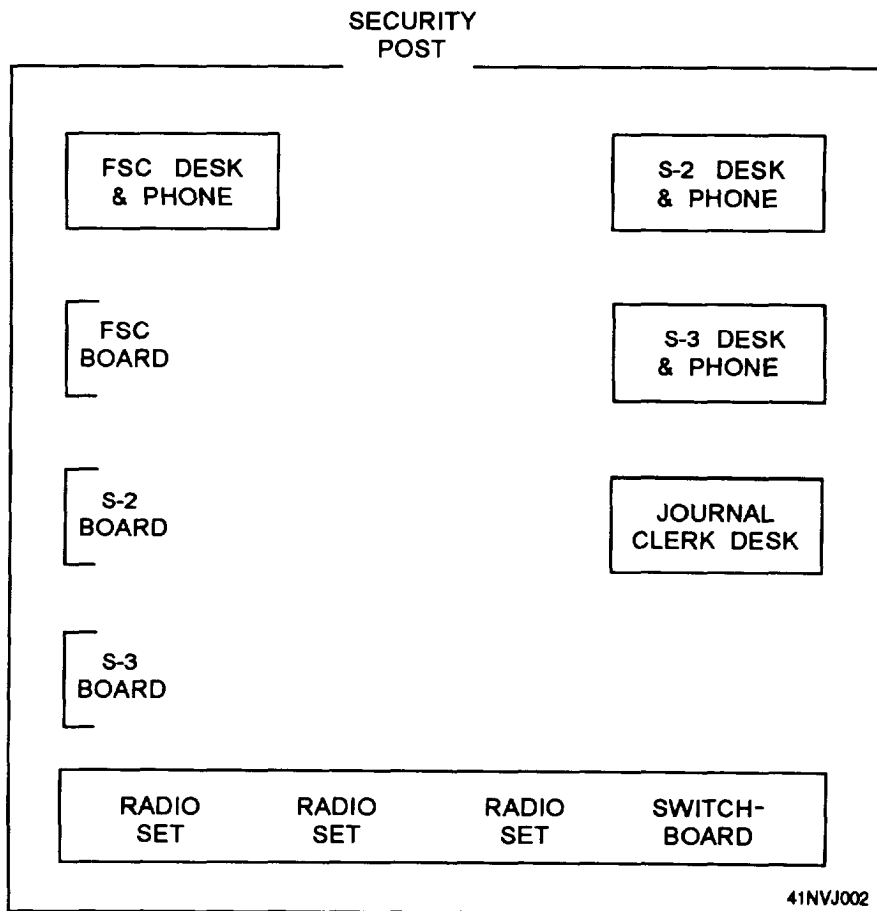 SECURITY
POST
FSC DESK
& PHONE
S-2 DESK
& PHONE
FSC
BOARD
S-3 DESK
& PHONE
S-2
BOARD
JOURNAL
CLERK DESK
S-3
BOARD
RADIO
SET
RADIO
SET
RADIO
SET
SWITCH-
BOARD
41NVJ002